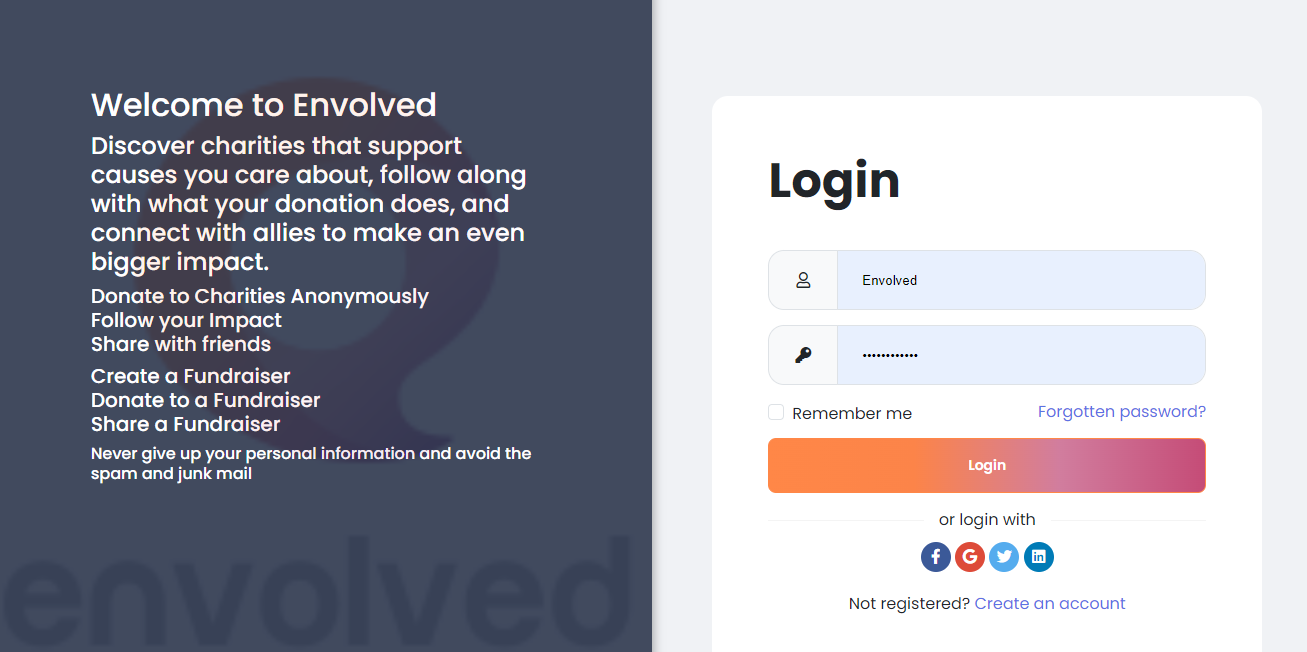 Welcome to Envolved
Discover charities that support
causes you care about, follow along
with what your donation does, and
connect with allies to make an even
bigger impact.
Donate to Charities Anonymously
Follow your Impact
Share with friends
Create a Fundraiser
Donate to a Fundraiser
Share a Fundraiser
Never give up your personal information and avoid the
spam and junk mail
envolved
Login
Envolved
••••••••••••
Remember me
Forgotten password?
Login
or login with
Not registered? Create an account